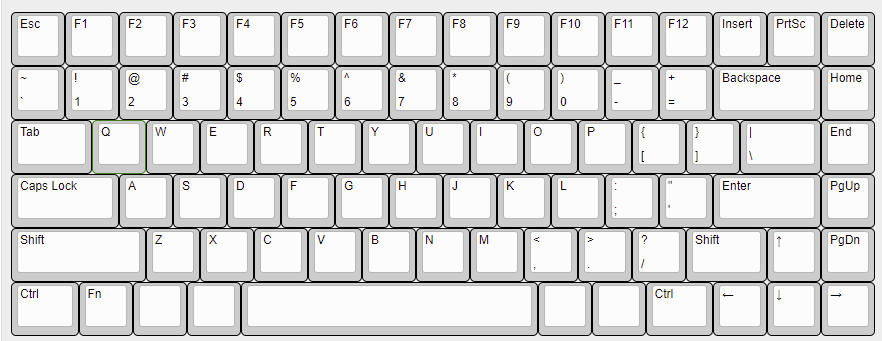 Esc F1 F2 F3 F4 F5 F6 F7 F8 F9 F10 F11 F12 Insert PrtSc Delete
~ ! @ # $ % ^ & * ( ) _ + Backspace Home
` 1 2 3 4 5 6 7 8 9 0 - =
Tab Q W E R T Y U I O P { } | End
[ ] \
Caps Lock A S D F G H J K L : " Enter PgUp
; '
Shift Z X C V B N M < > ? Shift ↑ PgDn
, . /
Ctrl Fn Ctrl ← ↓ →